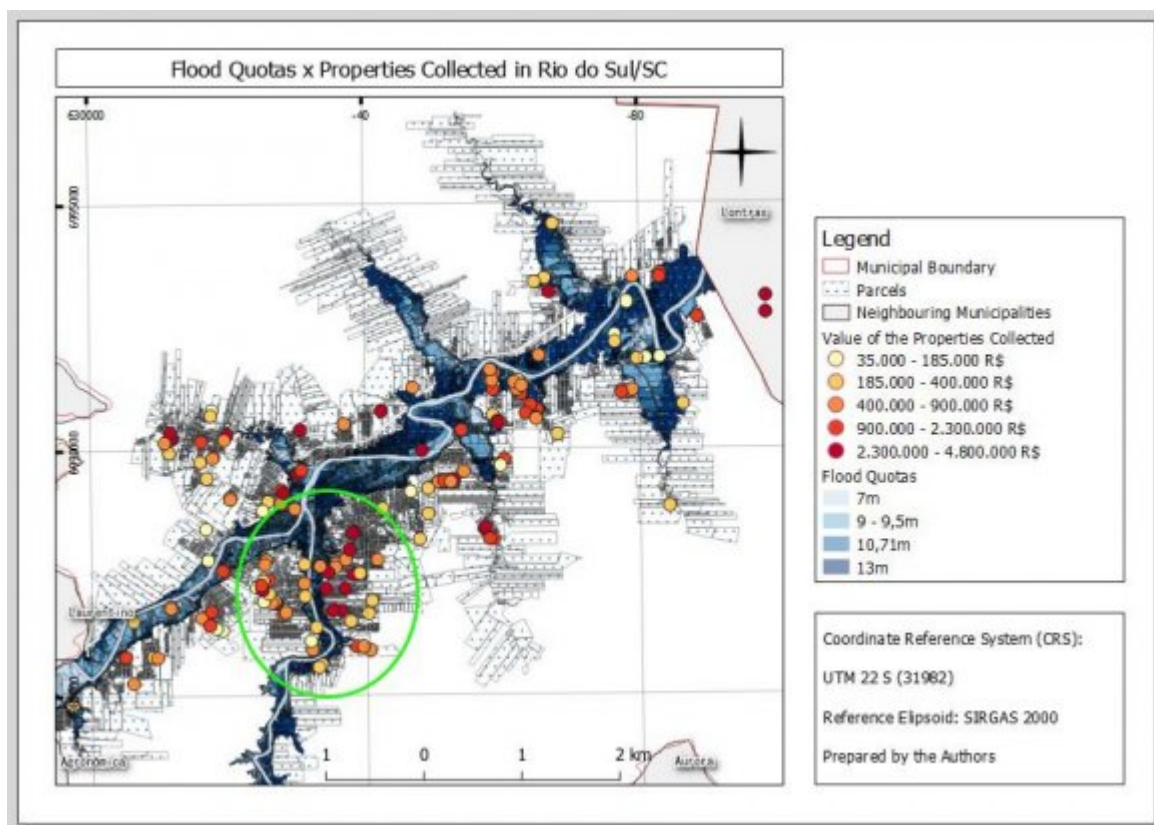 Flood Quotas x Properties Collected in Rio do Sul/SC
630000
-40
-80
6995000
Lontras
Laurentino
Agronômica
Aurora
1 0 1 2 km
Legend
Municipal Boundary
Parcels
Neighbouring Municipalities
Value of the Properties Collected
35.000 - 185.000 R$
185.000 - 400.000 R$
400.000 - 900.000 R$
900.000 - 2.300.000 R$
2.300.000 - 4.800.000 R$
Flood Quotas
7m
9 - 9,5m
10,71m
13m
Coordinate Reference System (CRS):
UTM 22 S (31982)
Reference Elipsoid: SIRGAS 2000
Prepared by the Authors